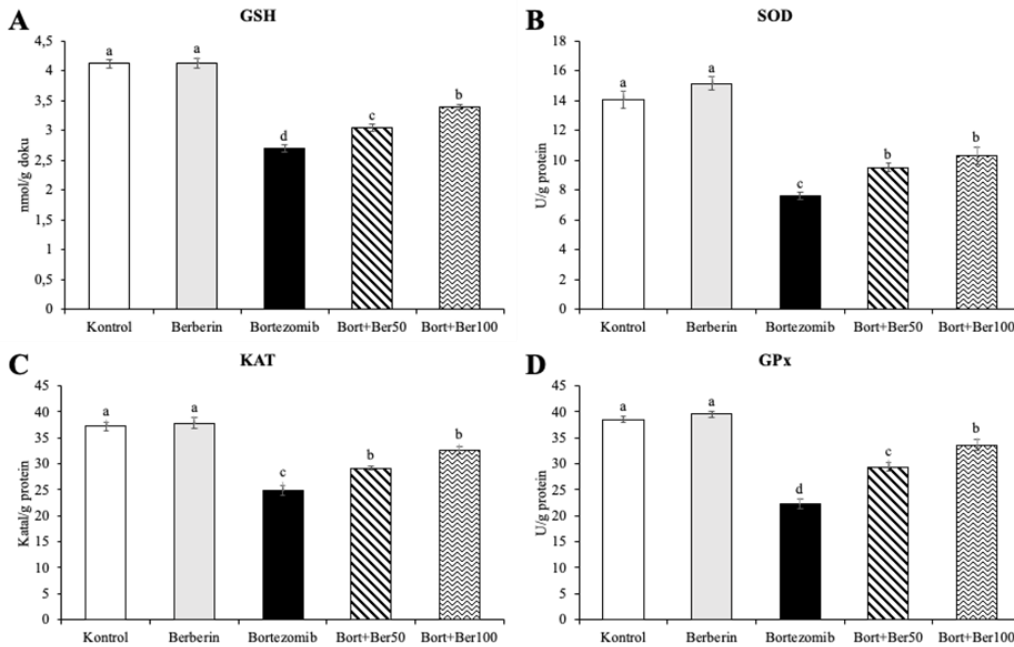 A
GSH
nmol/g doku
4,5
4
3,5
3
2,5
2
1,5
1
0,5
0
a
a
d
c
b
Kontrol Berberin Bortezomib Bort+Ber50 Bort+Ber100
B
SOD
U/g protein
18
16
14
12
10
8
6
4
2
0
a
a
c
b
b
Kontrol Berberin Bortezomib Bort+Ber50 Bort+Ber100
C
KAT
Katal/g protein
45
40
35
30
25
20
15
10
5
0
a
a
c
b
b
Kontrol Berberin Bortezomib Bort+Ber50 Bort+Ber100
D
GPx
U/g protein
45
40
35
30
25
20
15
10
5
0
a
a
d
c
b
Kontrol Berberin Bortezomib Bort+Ber50 Bort+Ber100